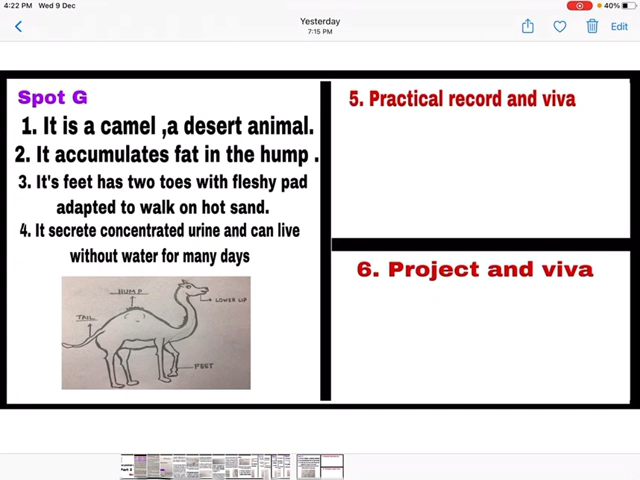 4:22 PM Wed 9 Dec
40%
Yesterday
7:15 PM
Edit
Spot G
1. It is a camel ,a desert animal.
2. It accumulates fat in the hump .
3. It's feet has two toes with fleshy pad
adapted to walk on hot sand.
4. It secrete concentrated urine and can live
without water for many days
HUMP
LOWER LIP
TAIL
FEET
5. Practical record and viva
6. Project and viva